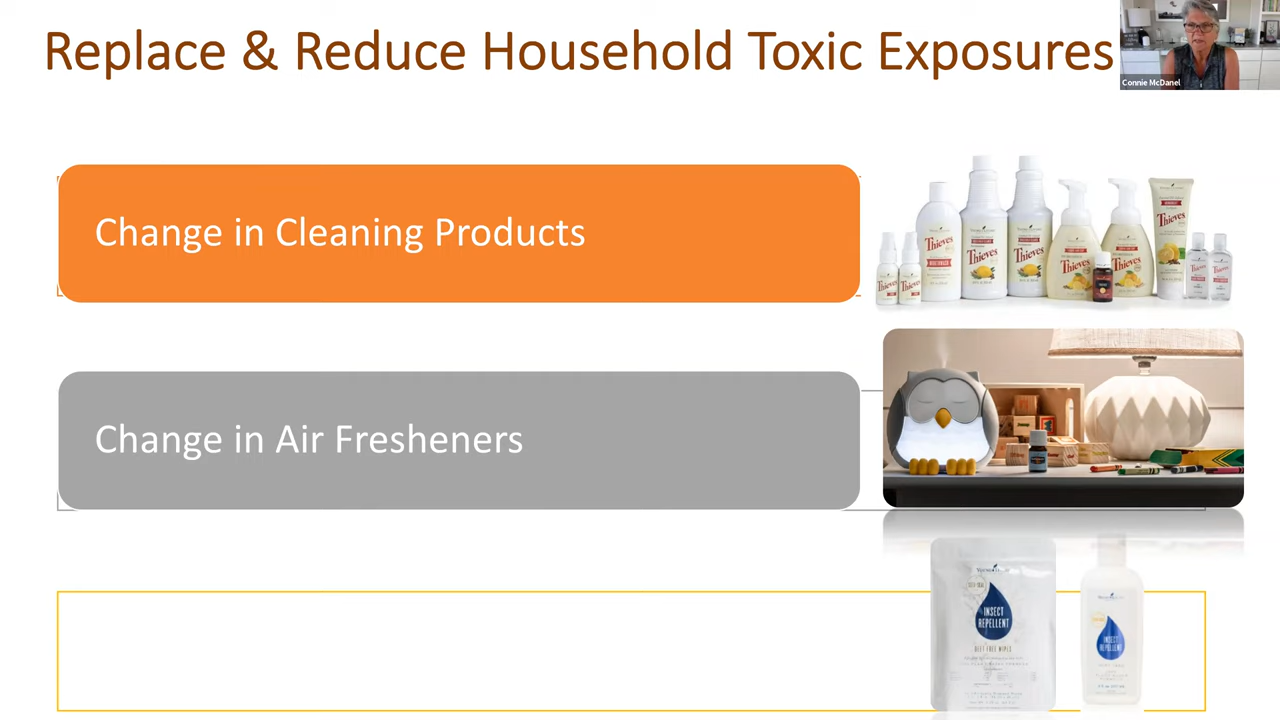 Replace & Reduce Household Toxic Exposures
Connie McDanel
Change in Cleaning Products
Thieves
Thieves
Thieves
Thieves
Thieves
Thieves
Change in Air Fresheners
INSECT
REPELLENT
INSECT
REPELLENT